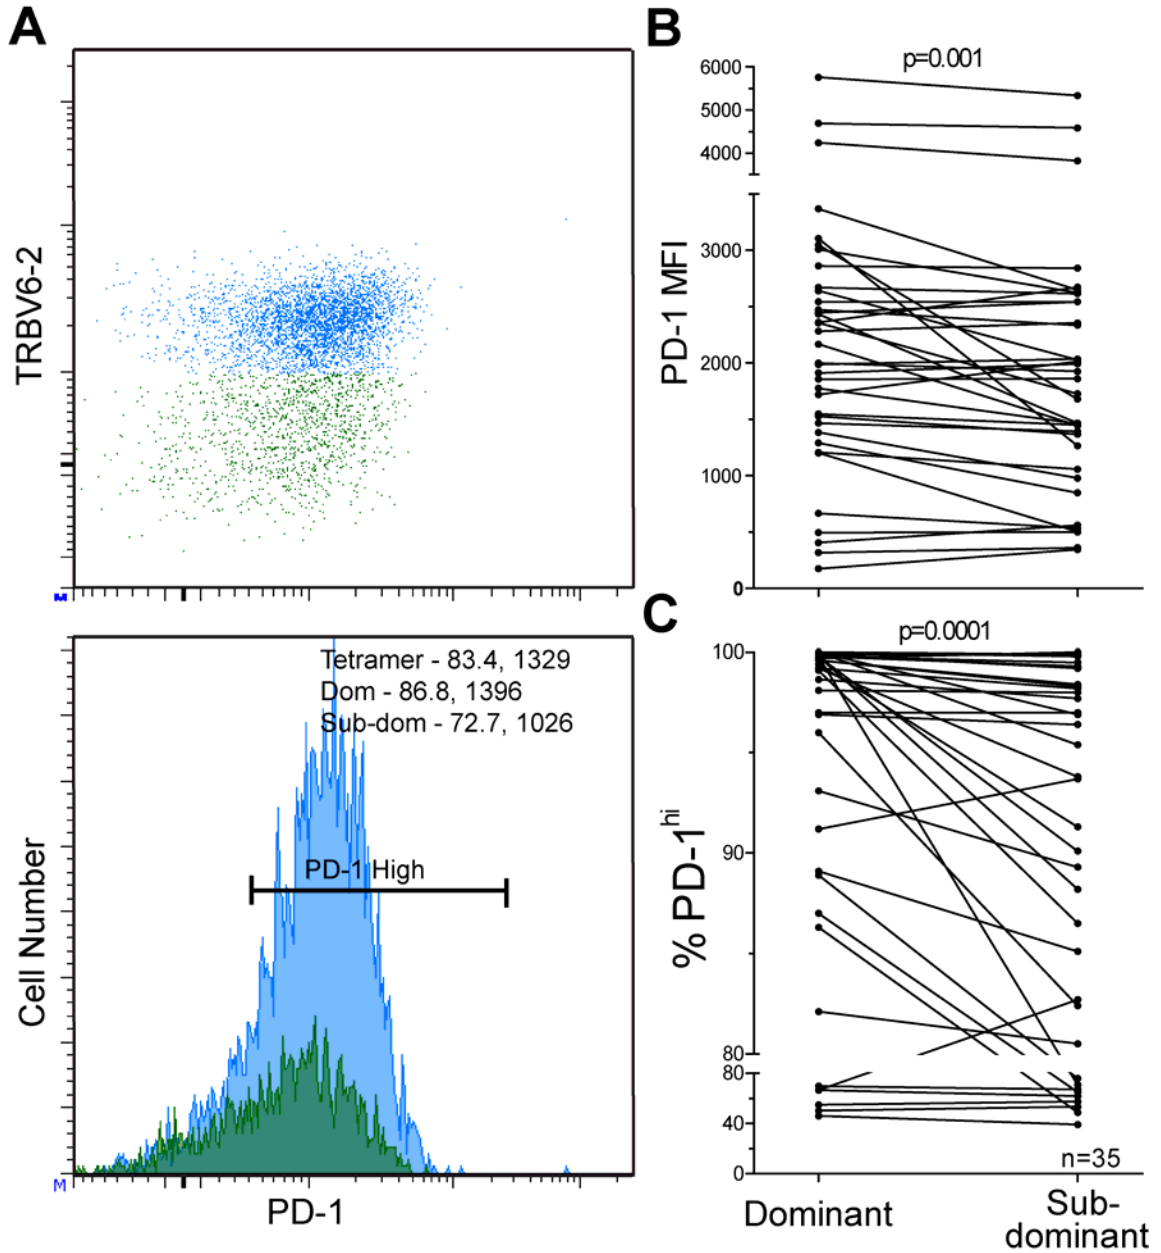 A
TRBV6-2
M
Tetramer - 83.4, 1329
Dom - 86.8, 1396
Sub-dom - 72.7, 1026
PD-1 High
Cell Number
M
PD-1
B
p=0.001
6000
5000
4000
3000
2000
1000
0
PD-1 MFI
C
p=0.0001
100
90
80
80
40
0
% PD-1hi
n=35
Dominant
Sub-
dominant